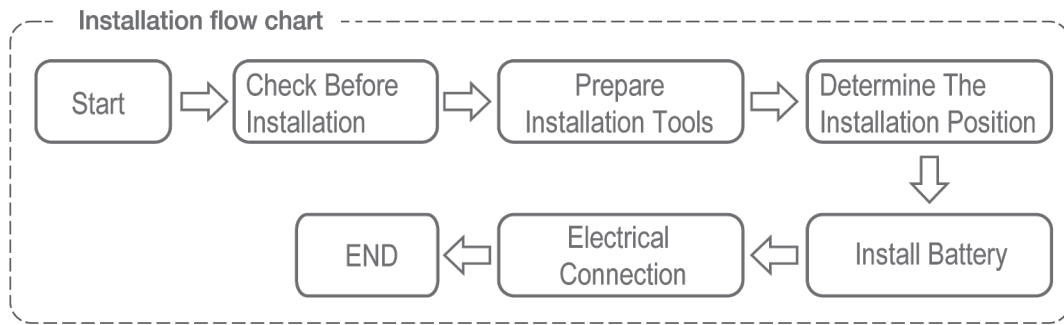 Installation flow chart
Start
Check Before
Installation
Prepare
Installation Tools
Determine The
Installation Position
Install Battery
Electrical
Connection
END